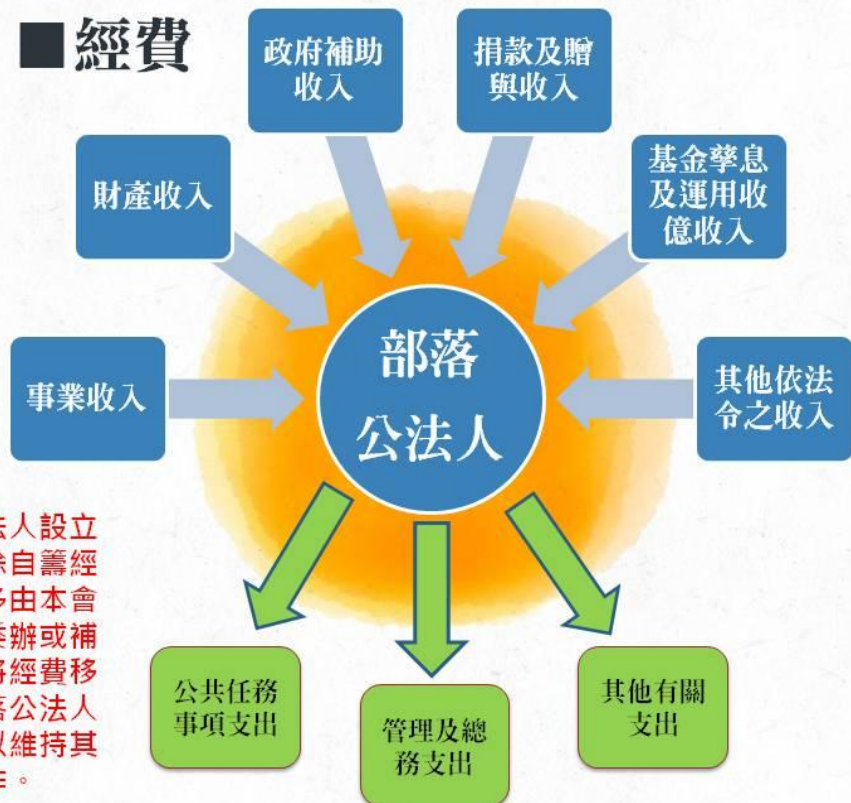 ■經費
政府補助
收入
捐款及贈
與收入
財產收入
基金孳息
及運用收
億收入
事業收入
部落
公法人
其他依法
令之收入
法人設立
除自籌經
多由本會
委辦或補
將經費移
落公法人
以維持其
公共任務
事項支出
管理及總
務支出
其他有關
支出